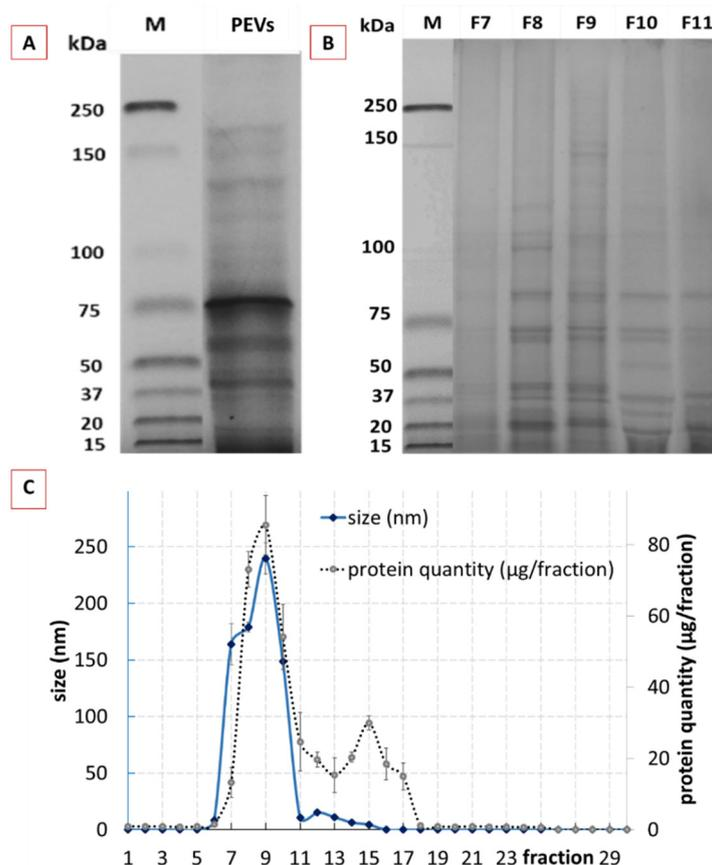 A
kDa M PEVs
250
150
100
75
50
37
20
15
B
kDa M F7 F8 F9 F10 F11
250
150
100
75
50
37
20
15
C
size (nm)
protein quantity (µg/fraction)
size (nm)
250
200
150
100
50
0
protein quantity (µg/fraction)
80
60
40
20
0
1 3 5 7 9 11 13 15 17 19 21 23 fraction 29